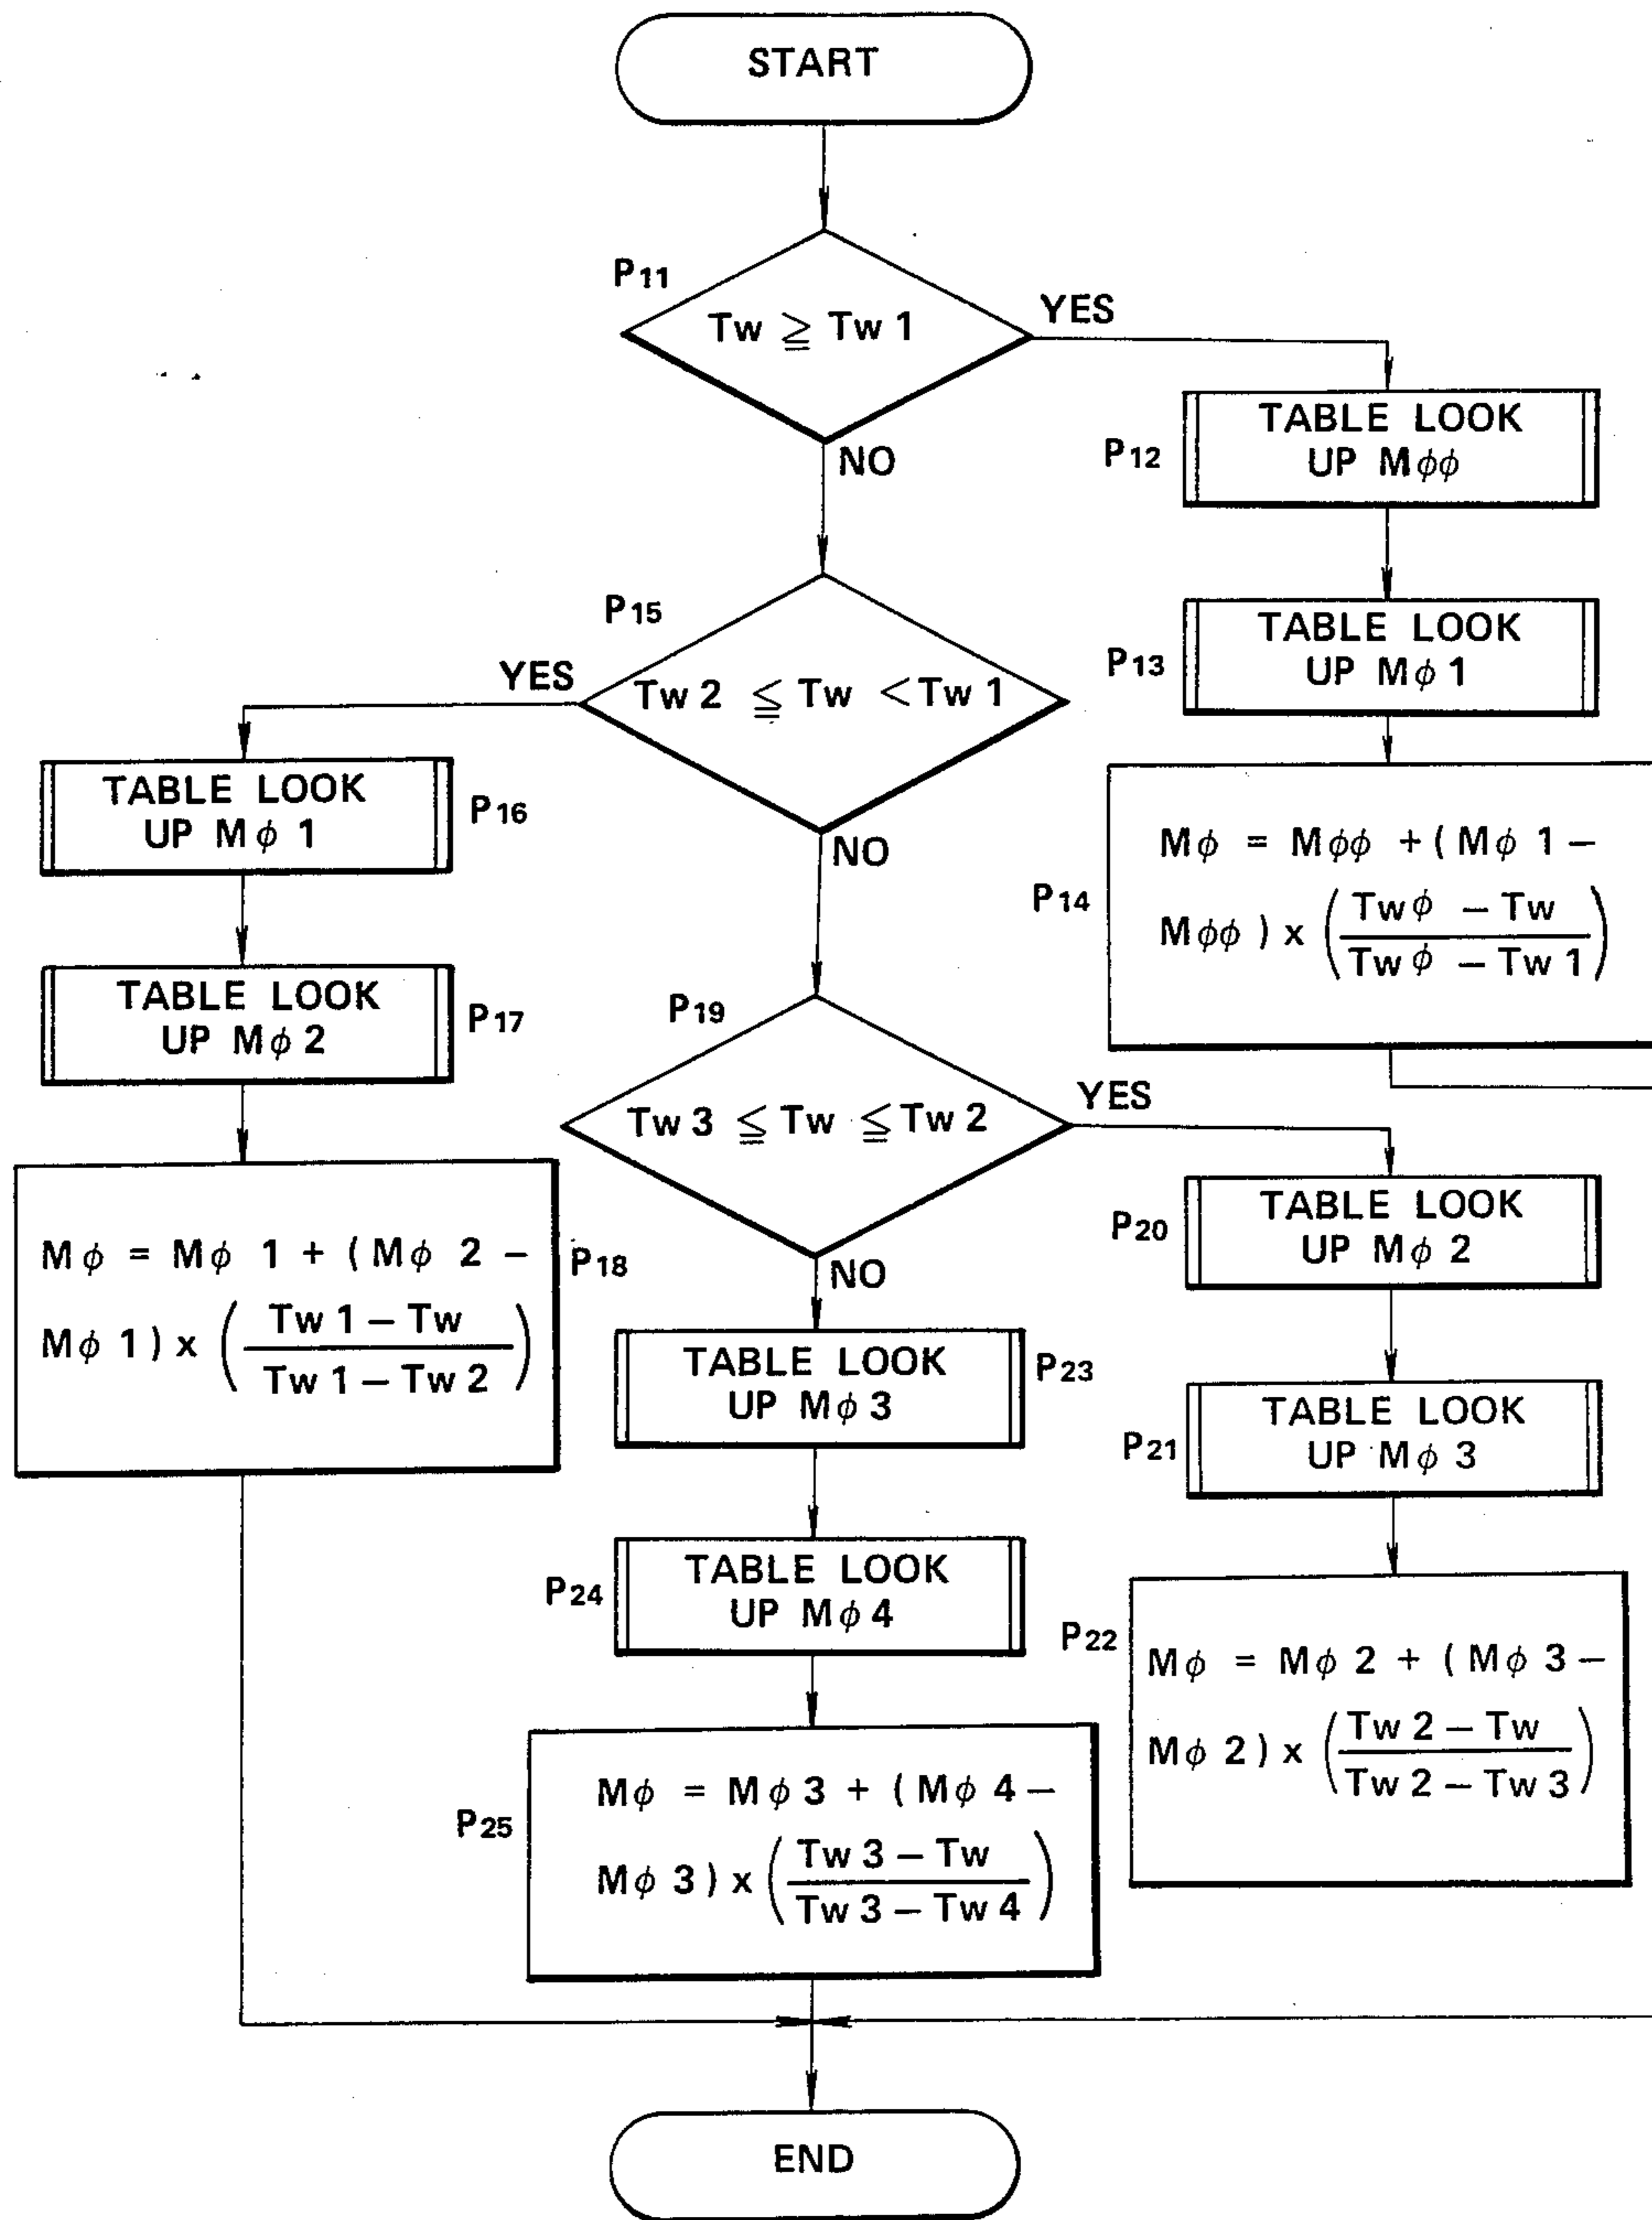 START
P11
Tw ≧ Tw 1
YES
NO
P12
TABLE LOOK
UP Mϕϕ
P13
TABLE LOOK
UP Mϕ 1
P14
Mϕ = Mϕϕ + ( Mϕ 1 –
Mϕϕ ) x ( Twϕ – Tw / Twϕ – Tw 1 )
P15
Tw 2 ≦ Tw < Tw 1
YES
NO
TABLE LOOK
UP Mϕ 1
P16
TABLE LOOK
UP Mϕ 2
P17
Mϕ = Mϕ 1 + ( Mϕ 2 –
Mϕ 1 ) x ( Tw 1 – Tw / Tw 1 – Tw 2 )
P18
P19
Tw 3 ≦ Tw ≦ Tw 2
YES
NO
P20
TABLE LOOK
UP Mϕ 2
P21
TABLE LOOK
UP Mϕ 3
P22
Mϕ = Mϕ 2 + ( Mϕ 3 –
Mϕ 2 ) x ( Tw 2 – Tw / Tw 2 – Tw 3 )
TABLE LOOK
UP Mϕ 3
P23
P24
TABLE LOOK
UP Mϕ 4
P25
Mϕ = Mϕ 3 + ( Mϕ 4 –
Mϕ 3 ) x ( Tw 3 – Tw / Tw 3 – Tw 4 )
END